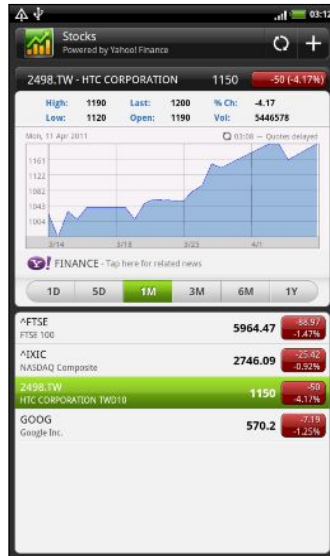 03:12
Stocks
Powered by Yahoo! Finance
2498.TW - HTC CORPORATION 1150 -50 (-4.17%)
High: 1190 Last: 1200 % Ch: -4.17
Low: 1120 Open: 1190 Vol: 5446578
Mon, 11 Apr 2011 03:08 — Quotes delayed
1161
1122
1082
1043
1004
3/14 3/18 3/25 4/1
Y! FINANCE - Tap here for related news
1D 5D 1M 3M 6M 1Y
^FTSE 5964.47 -88.97
FTSE 100 -1.47%
^IXIC 2746.09 -25.42
NASDAQ Composite -0.92%
2498.TW 1150 -50
HTC CORPORATION TWD10 -4.17%
GOOG 570.2 -7.19
Google Inc. -1.25%